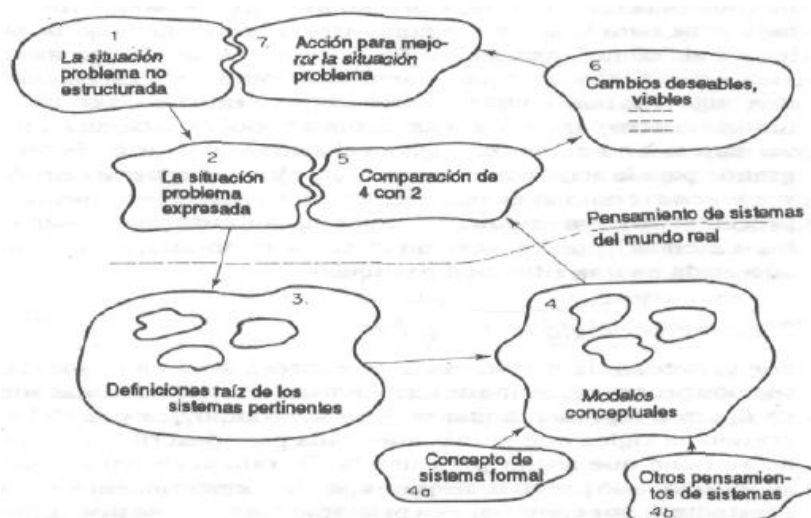 1
La situación
problema no
estructurada
7.
Acción para mejo-
rar la situación
problema
6
Cambios deseables,
viables
2
La situación
problema
expresada
5
Comparación de
4 con 2
Pensamiento de sistemas
del mundo real
3.
Definiciones raíz de los
sistemas pertinentes
4.
Modelos
conceptuales
Concepto de
sistema formal
4a
Otros pensamien-
tos de sistemas
4b